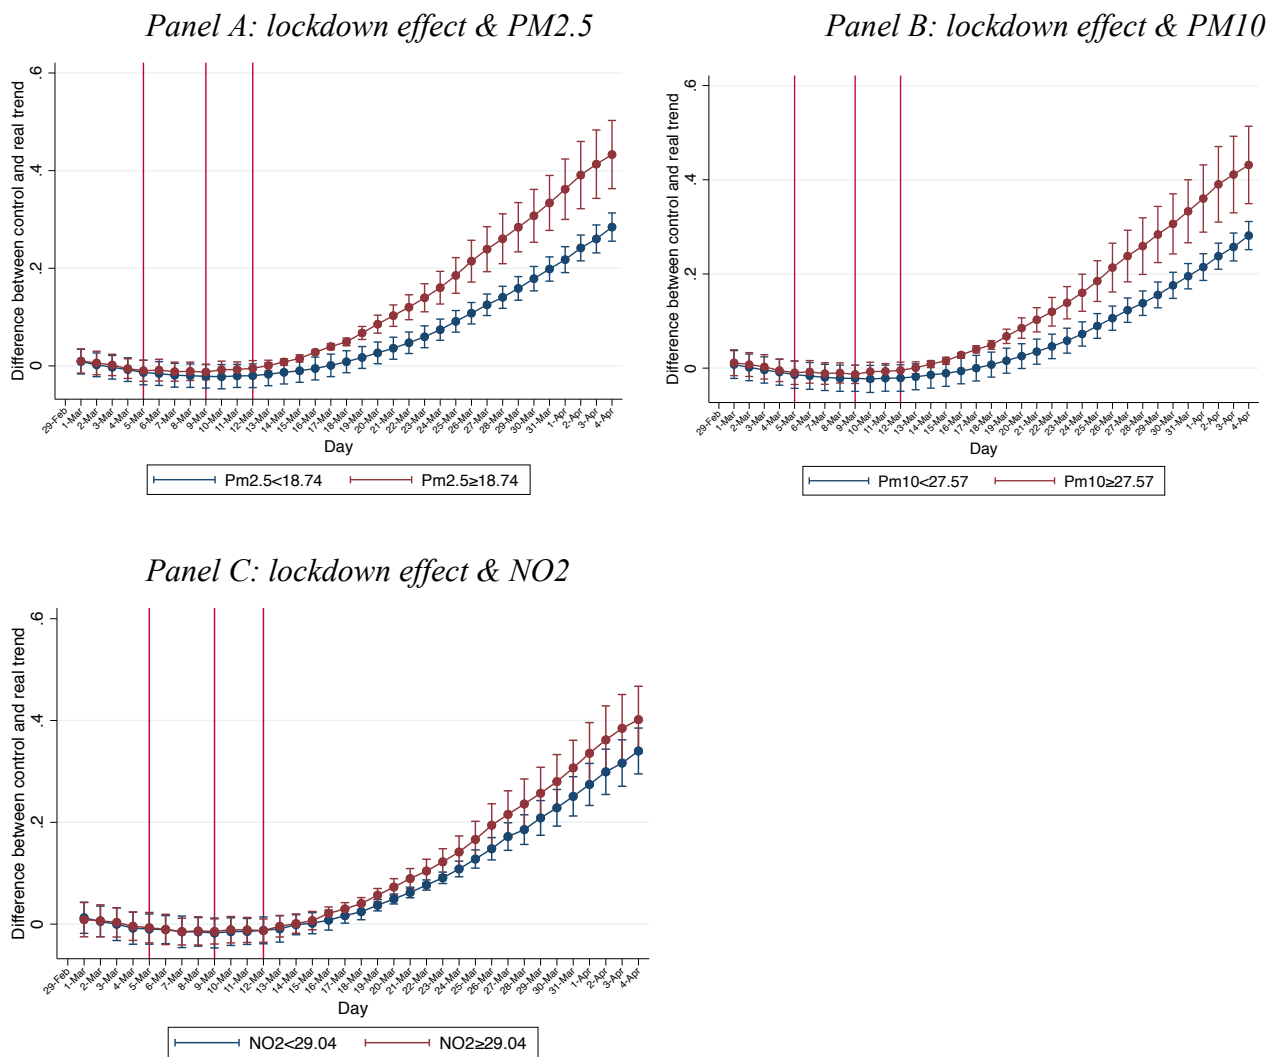 Panel A: lockdown effect & PM2.5
Difference between control and real trend
.6
.4
.2
0
29-Feb
1-Mar
2-Mar
3-Mar
4-Mar
5-Mar
6-Mar
7-Mar
8-Mar
9-Mar
10-Mar
11-Mar
12-Mar
13-Mar
14-Mar
15-Mar
16-Mar
17-Mar
18-Mar
19-Mar
20-Mar
21-Mar
22-Mar
23-Mar
24-Mar
25-Mar
26-Mar
27-Mar
28-Mar
29-Mar
30-Mar
31-Mar
1-Apr
2-Apr
3-Apr
4-Apr
Day
Pm2.5<18.74
Pm2.5≥18.74
Panel B: lockdown effect & PM10
Difference between control and real trend
.6
.4
.2
0
29-Feb
1-Mar
2-Mar
3-Mar
4-Mar
5-Mar
6-Mar
7-Mar
8-Mar
9-Mar
10-Mar
11-Mar
12-Mar
13-Mar
14-Mar
15-Mar
16-Mar
17-Mar
18-Mar
19-Mar
20-Mar
21-Mar
22-Mar
23-Mar
24-Mar
25-Mar
26-Mar
27-Mar
28-Mar
29-Mar
30-Mar
31-Mar
1-Apr
2-Apr
3-Apr
4-Apr
Day
Pm10<27.57
Pm10≥27.57
Panel C: lockdown effect & NO2
Difference between control and real trend
.6
.4
.2
0
29-Feb
1-Mar
2-Mar
3-Mar
4-Mar
5-Mar
6-Mar
7-Mar
8-Mar
9-Mar
10-Mar
11-Mar
12-Mar
13-Mar
14-Mar
15-Mar
16-Mar
17-Mar
18-Mar
19-Mar
20-Mar
21-Mar
22-Mar
23-Mar
24-Mar
25-Mar
26-Mar
27-Mar
28-Mar
29-Mar
30-Mar
31-Mar
1-Apr
2-Apr
3-Apr
4-Apr
Day
NO2<29.04
NO2≥29.04